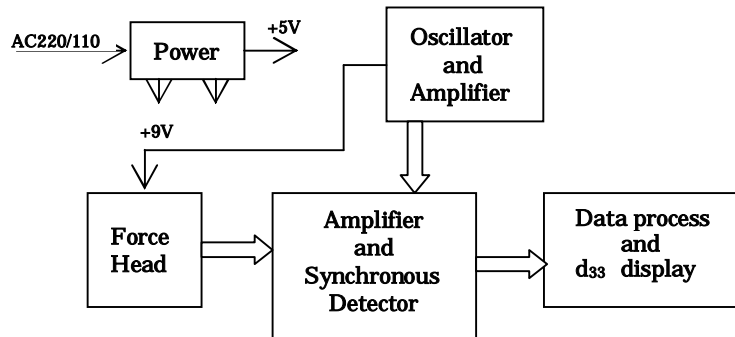 AC220/110
Power
+5V
+9V
Oscillator
and
Amplifier
Force
Head
Amplifier
and
Synchronous
Detector
Data process
and
d₃₃ display